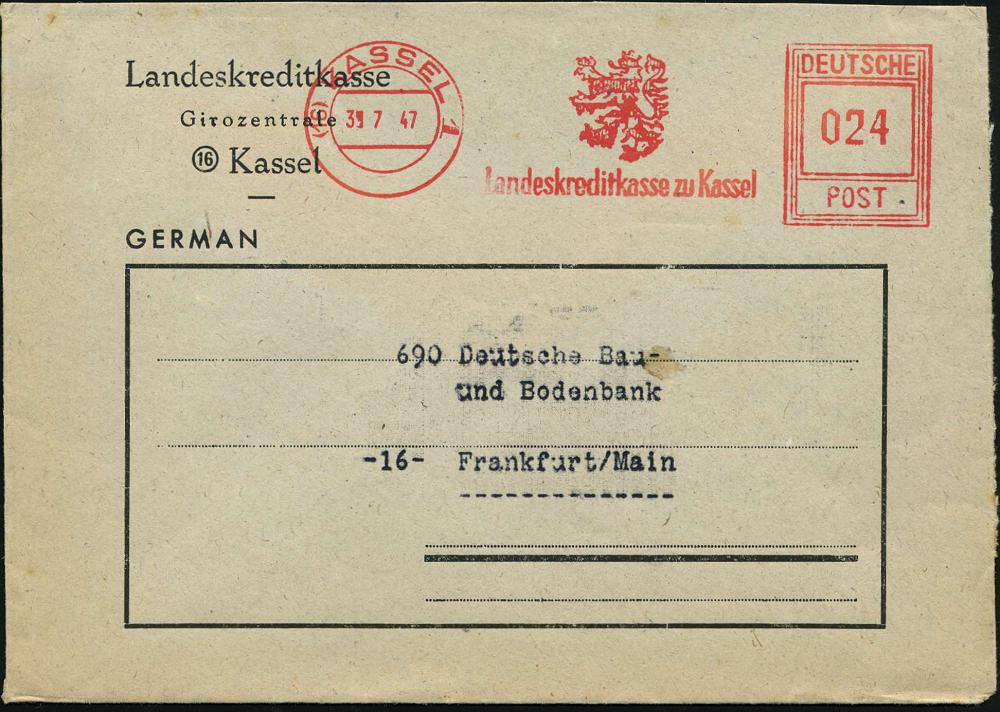 Landeskreditkasse
Girozentrale
⑯ Kassel
(16) KASSEL 1
7 47
Landeskreditkasse zu Kassel
DEUTSCHE
024
POST
GERMAN
690 Deutsche Bau-
und Bodenbank
-16- Frankfurt/Main